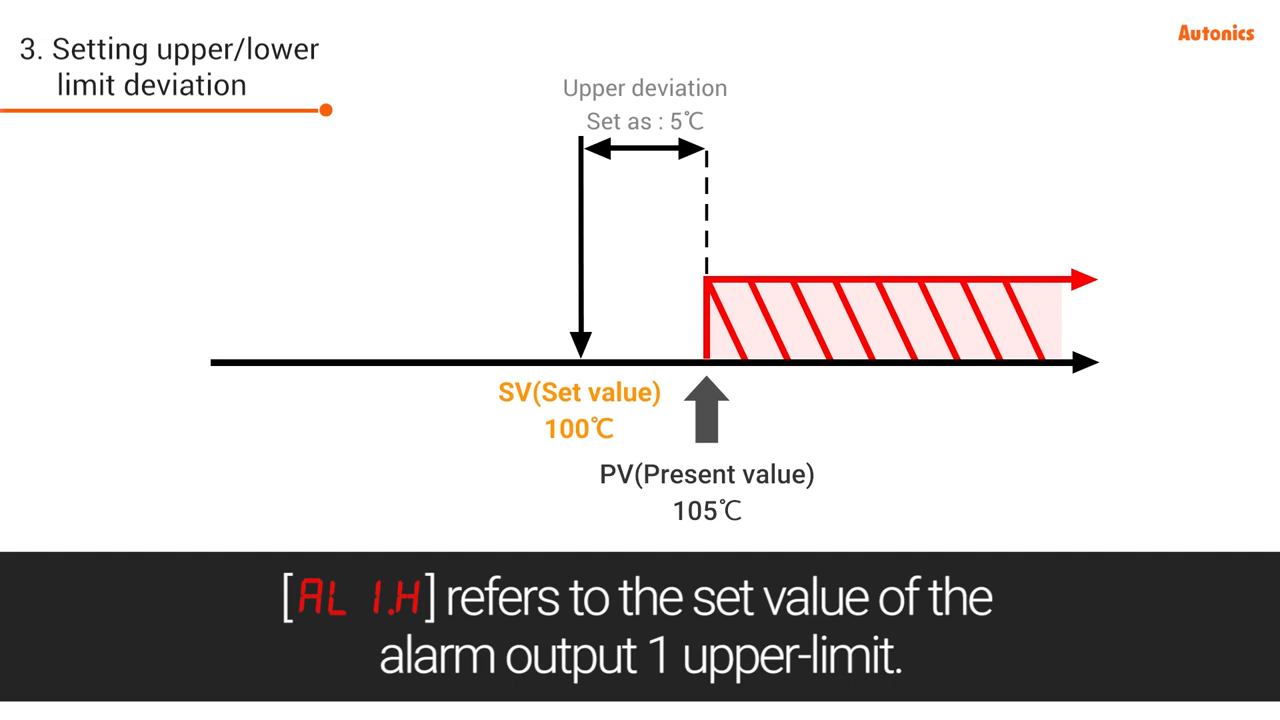 3. Setting upper/lower
limit deviation
Autonics
Upper deviation
Set as : 5℃
SV(Set value)
100℃
PV(Present value)
105℃
[AL 1.H] refers to the set value of the
alarm output 1 upper-limit.